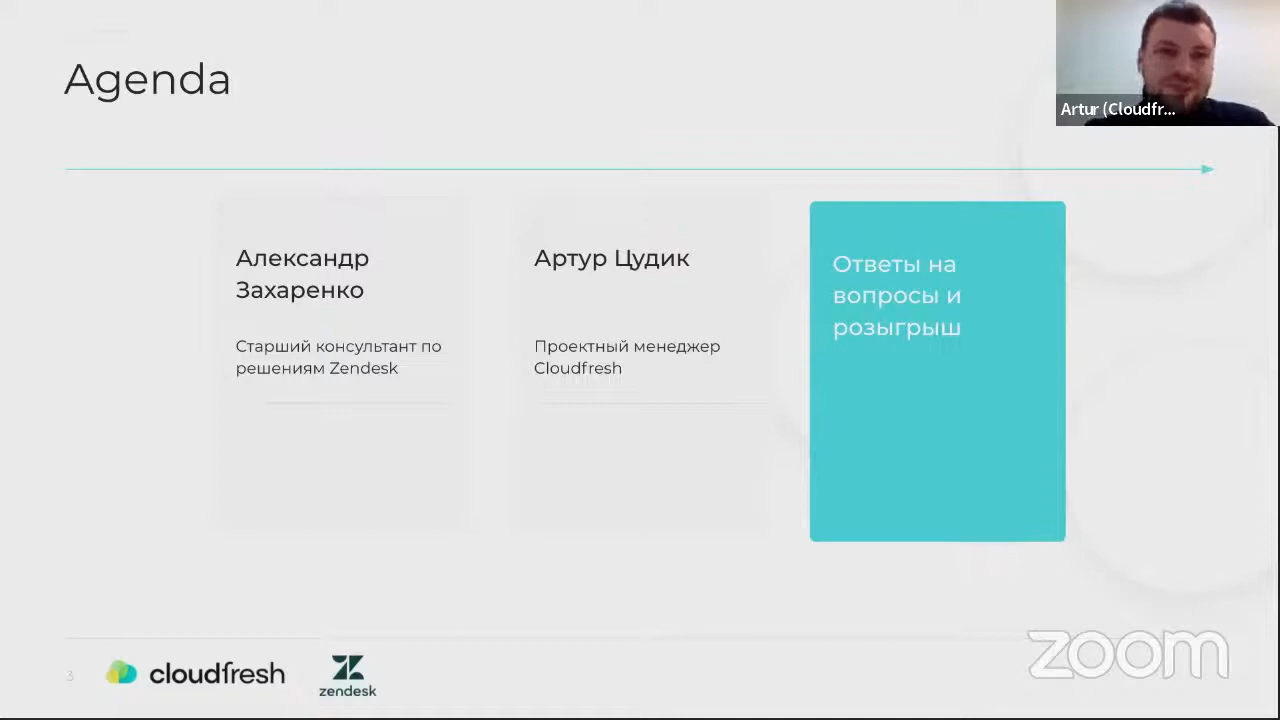 Agenda
Artur (Cloudfr...
Александр
Захаренко
Старший консультант по
решениям Zendesk
Артур Цудик
Проектный менеджер
Cloudfresh
Ответы на
вопросы и
розыгрыш
3
cloudfresh
zendesk
zoom